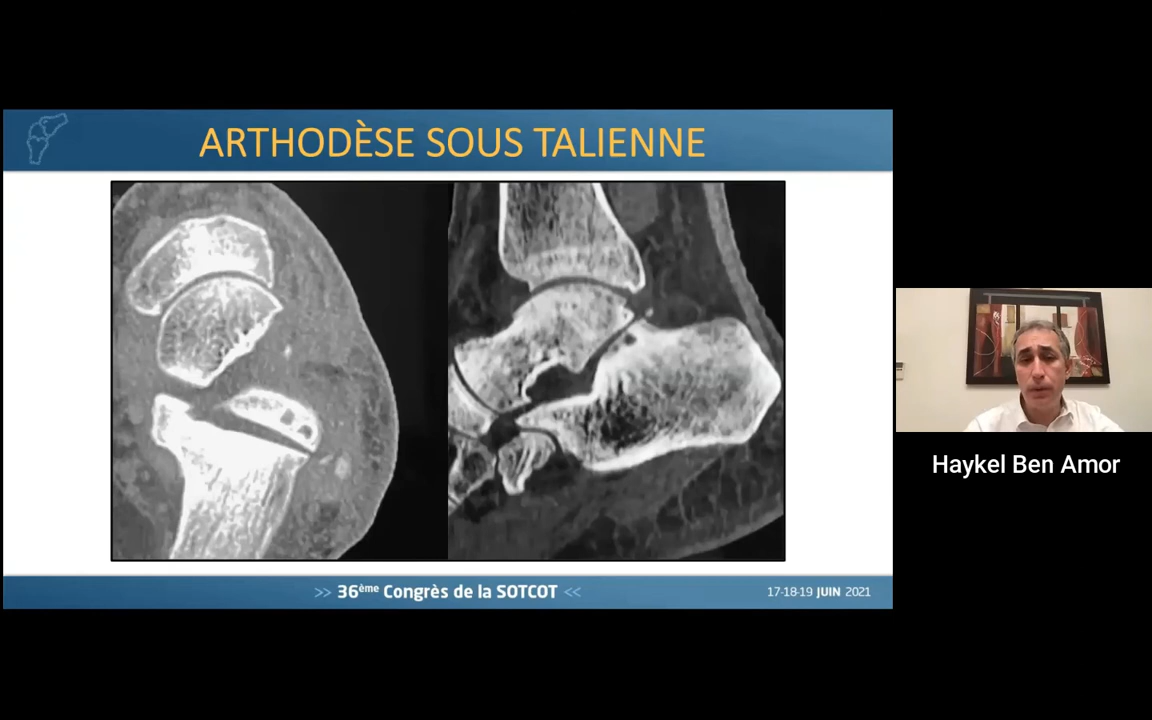 ARTHODÈSE SOUS TALIENNE
Haykel Ben Amor
>> 36ème Congrès de la SOTCOT <<
17-18-19 JUIN 2021